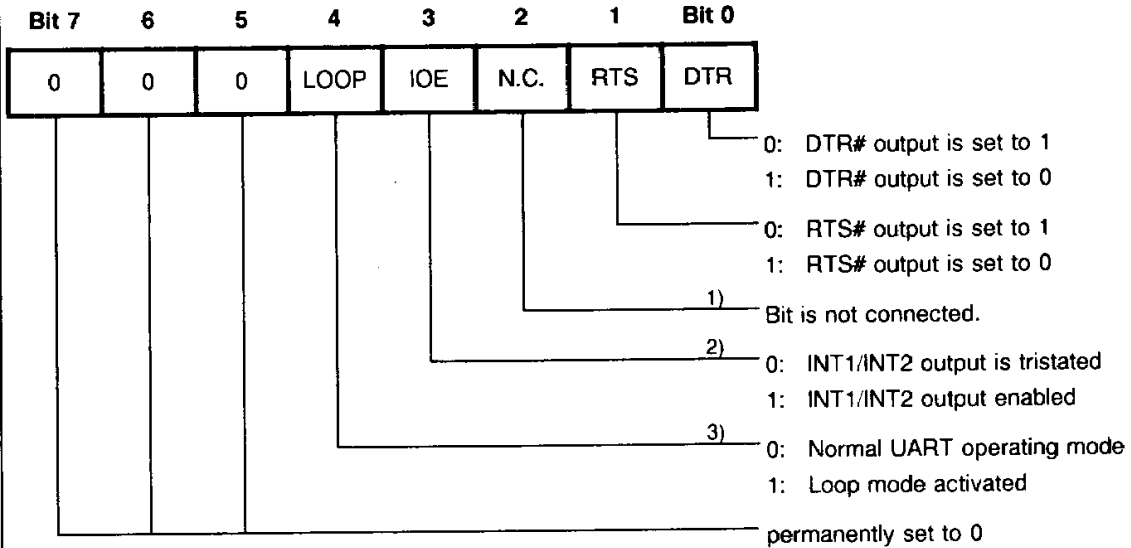 Bit 7 6 5 4 3 2 1 Bit 0
0 0 0 LOOP IOE N.C. RTS DTR
0: DTR# output is set to 1
1: DTR# output is set to 0
0: RTS# output is set to 1
1: RTS# output is set to 0
1) Bit is not connected.
2) 0: INT1/INT2 output is tristated
1: INT1/INT2 output enabled
3) 0: Normal UART operating mode
1: Loop mode activated
permanently set to 0